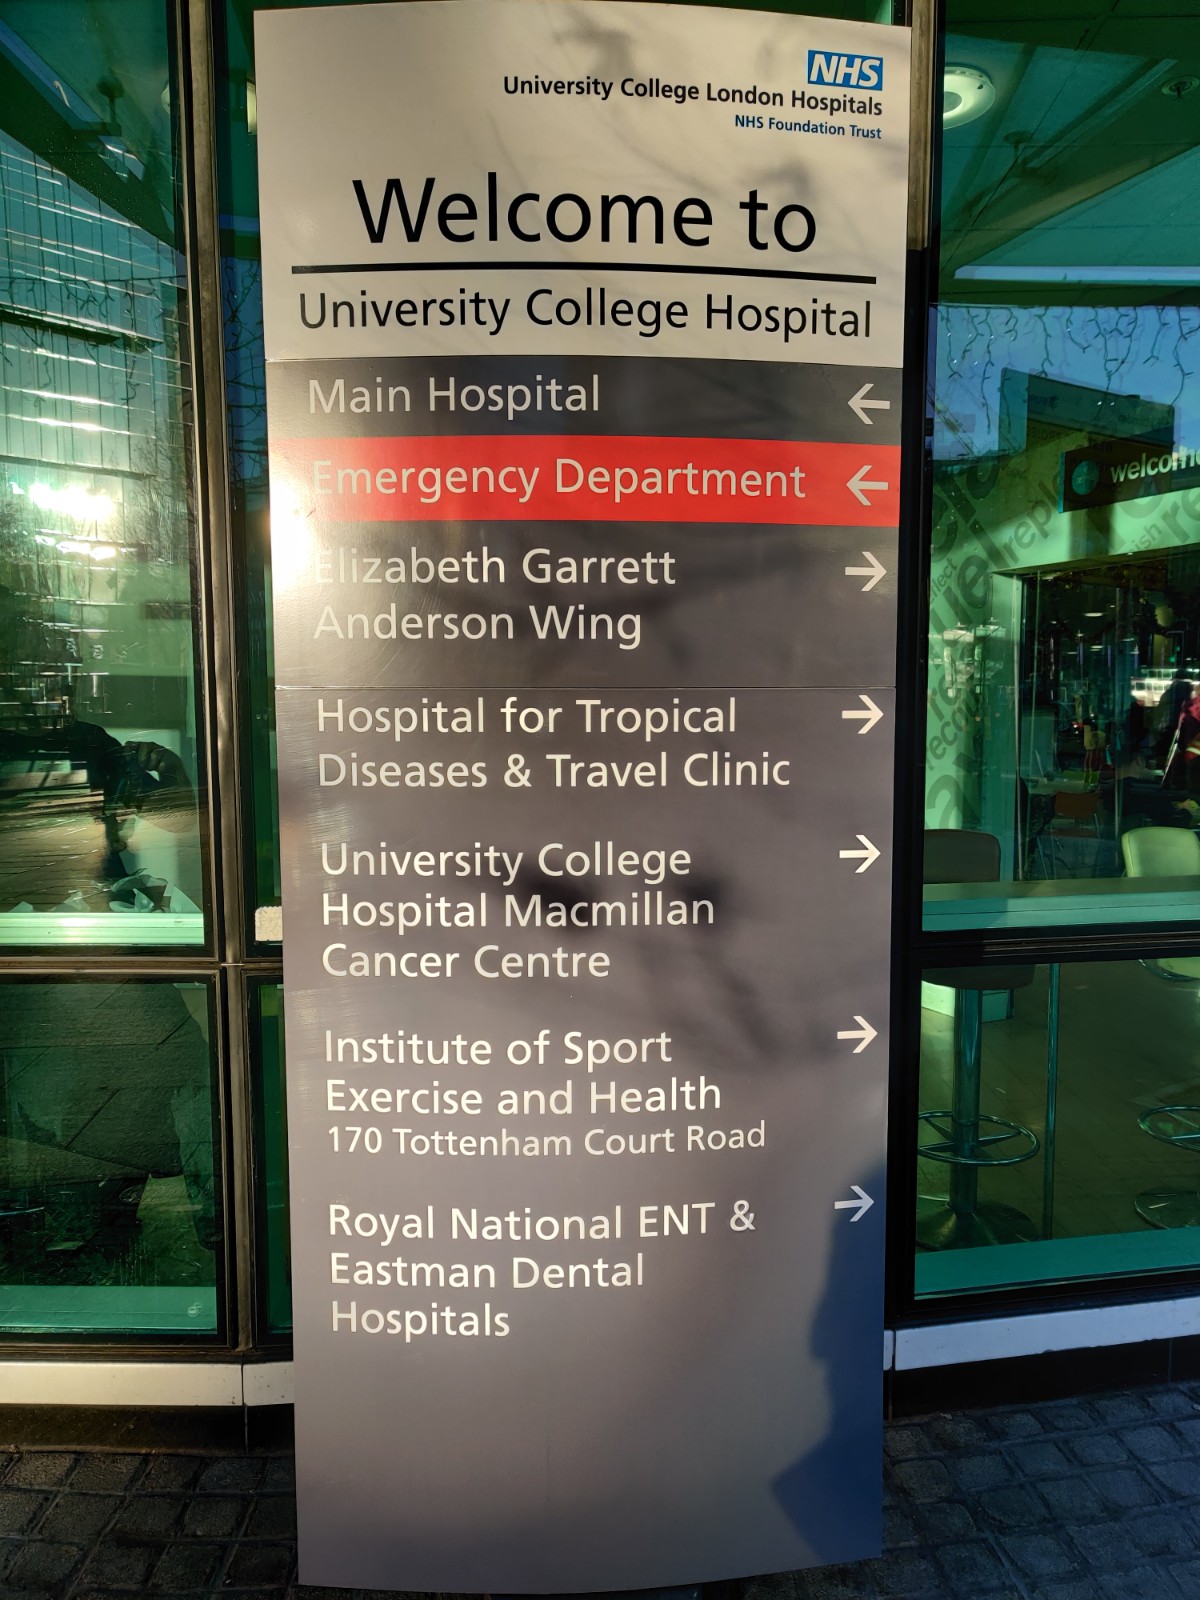 NHS
University College London Hospitals
NHS Foundation Trust
Welcome to
University College Hospital
Main Hospital ←
Emergency Department ←
Elizabeth Garrett →
Anderson Wing
Hospital for Tropical →
Diseases & Travel Clinic
University College →
Hospital Macmillan
Cancer Centre
Institute of Sport →
Exercise and Health
170 Tottenham Court Road
Royal National ENT & →
Eastman Dental
Hospitals